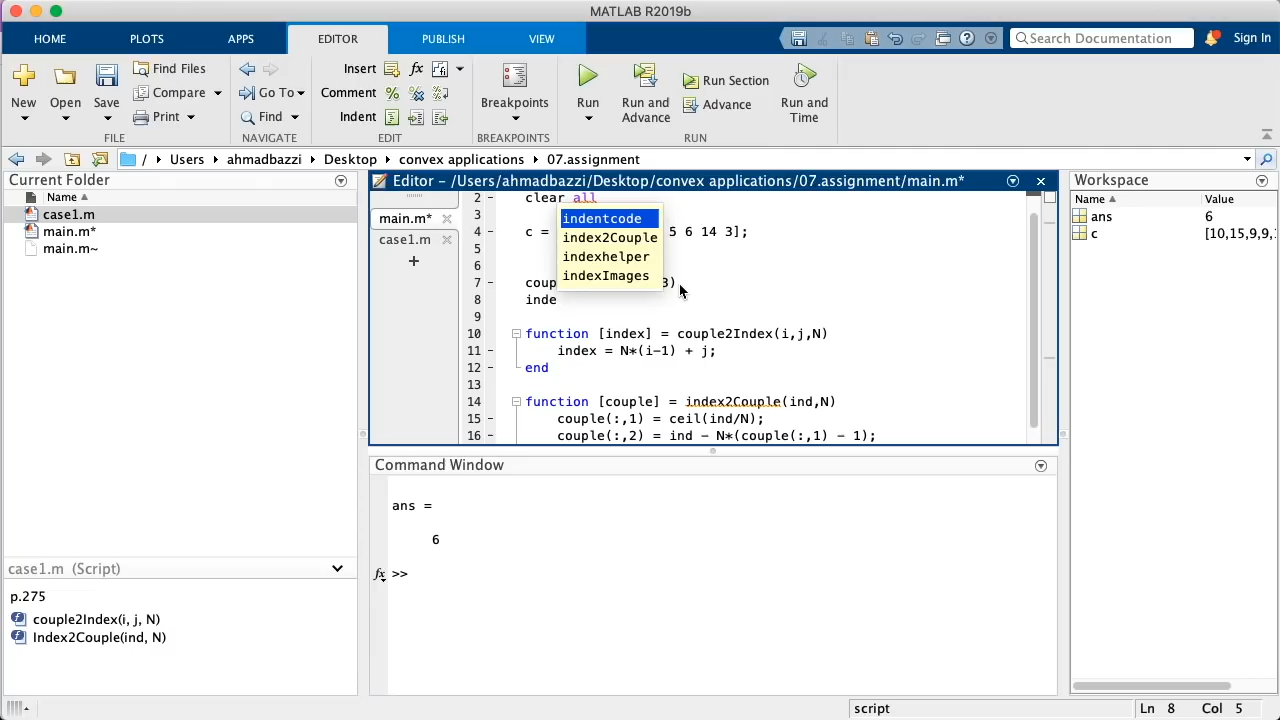 MATLAB R2019b
HOME PLOTS APPS EDITOR PUBLISH VIEW
Search Documentation Sign In
New Open Save
Find Files
Compare
Print
FILE
Go To
Find
NAVIGATE
Insert fx
Comment % % %
Indent
EDIT
Breakpoints
BREAKPOINTS
Run
Run and Advance
Run Section
Advance
Run and Time
RUN
/ Users ahmadbazzi Desktop convex applications 07.assignment
Current Folder
Name
case1.m
main.m*
main.m~
case1.m (Script)
p.275
couple2Index(i, j, N)
Index2Couple(ind, N)
Editor - /Users/ahmadbazzi/Desktop/convex applications/07.assignment/main.m*
main.m*
case1.m
+
2 - clear all
3
4 - c = 5 6 14 3];
5
6
7 - coup 3)
8 - inde
9
10 function [index] = couple2Index(i,j,N)
11 - index = N*(i-1) + j;
12 - end
13
14 function [couple] = index2Couple(ind,N)
15 - couple(:,1) = ceil(ind/N);
16 - couple(:,2) = ind - N*(couple(:,1) - 1);
indentcode
index2Couple
indexhelper
indexImages
Command Window
ans =
6
fx >>
Workspace
Name Value
ans 6
c [10,15,9,9,1
script Ln 8 Col 5